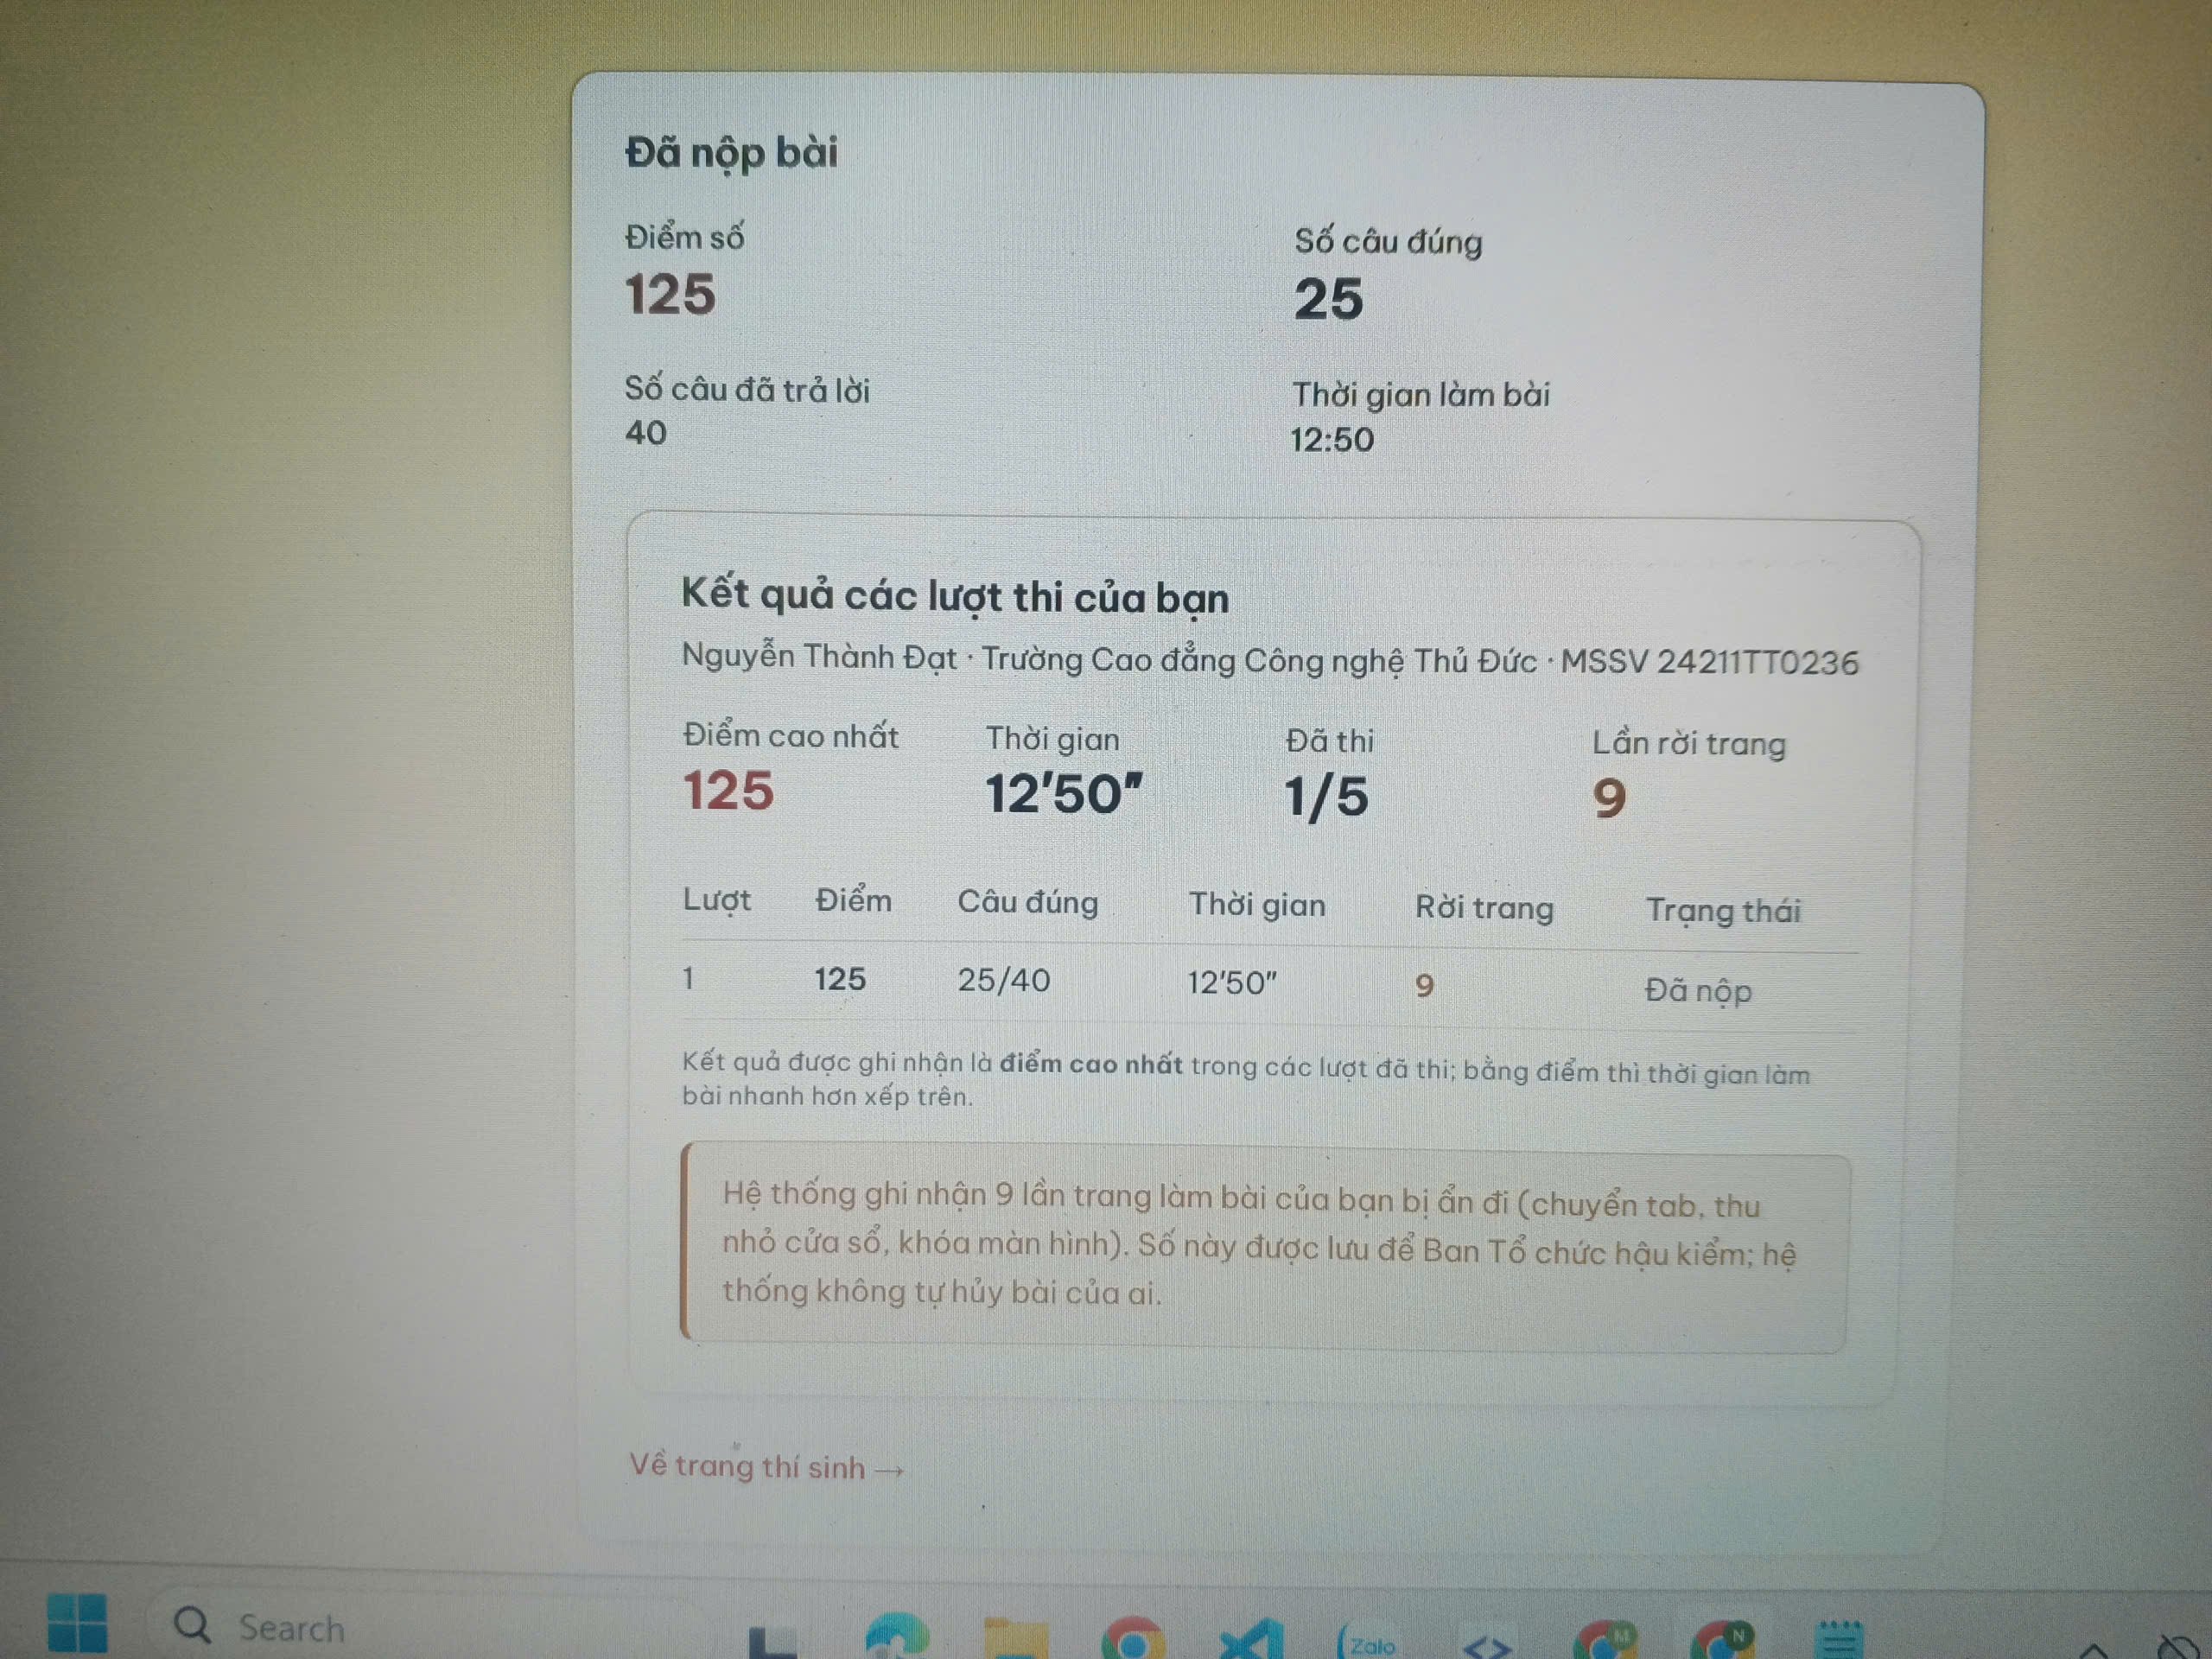 Đã nộp bài
Điểm số
125
Số câu đúng
25
Số câu đã trả lời
40
Thời gian làm bài
12:50
Kết quả các lượt thi của bạn
Nguyễn Thành Đạt · Trường Cao đẳng Công nghệ Thủ Đức · MSSV 24211TT0236
Điểm cao nhất
125
Thời gian
12'50"
Đã thi
1/5
Lần rời trang
9
Lượt Điểm Câu đúng Thời gian Rời trang Trạng thái
1 125 25/40 12'50" 9 Đã nộp
Kết quả được ghi nhận là điểm cao nhất trong các lượt đã thi; bằng điểm thì thời gian làm
bài nhanh hơn xếp trên.
Hệ thống ghi nhận 9 lần trang làm bài của bạn bị ẩn đi (chuyển tab, thu
nhỏ cửa sổ, khóa màn hình). Số này được lưu để Ban Tổ chức hậu kiểm; hệ
thống không tự hủy bài của ai.
Về trang thí sinh →
Search
Zalo
M
N